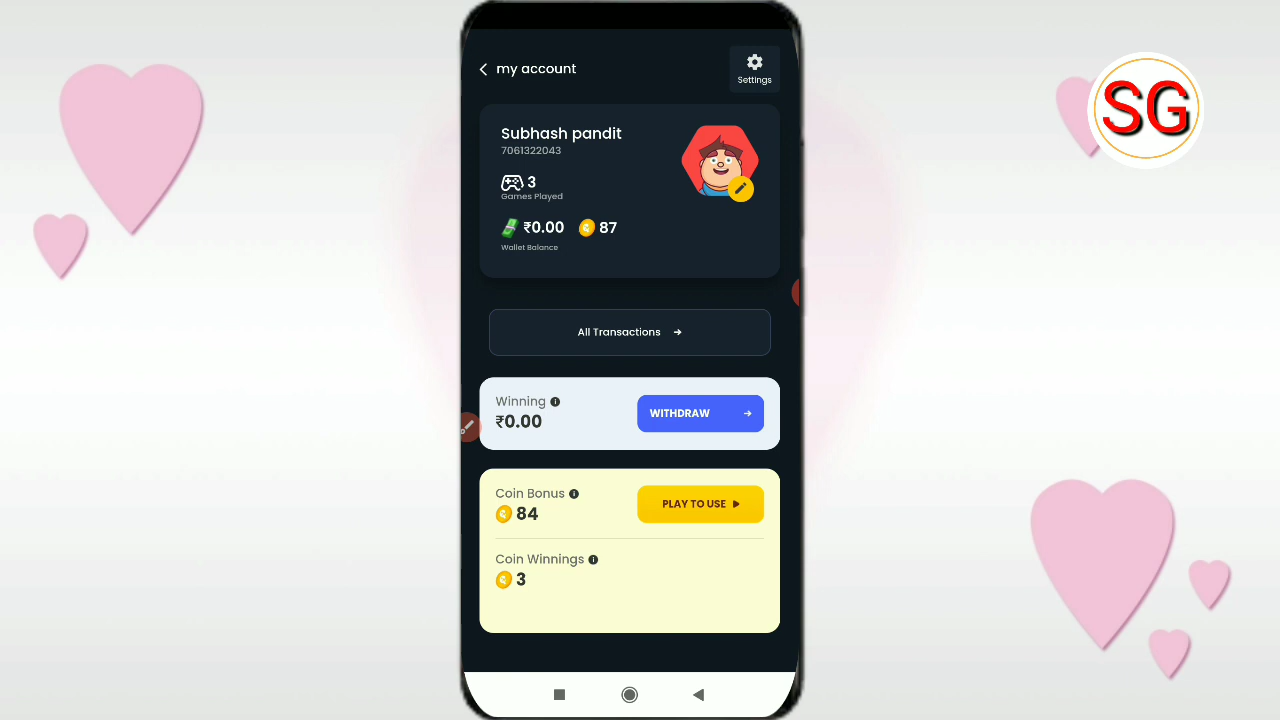 my account
Settings
Subhash pandit
7061322043
3
Games Played
₹0.00 87
Wallet Balance
All Transactions
Winning
₹0.00
WITHDRAW
Coin Bonus
84
PLAY TO USE
Coin Winnings
3
SG